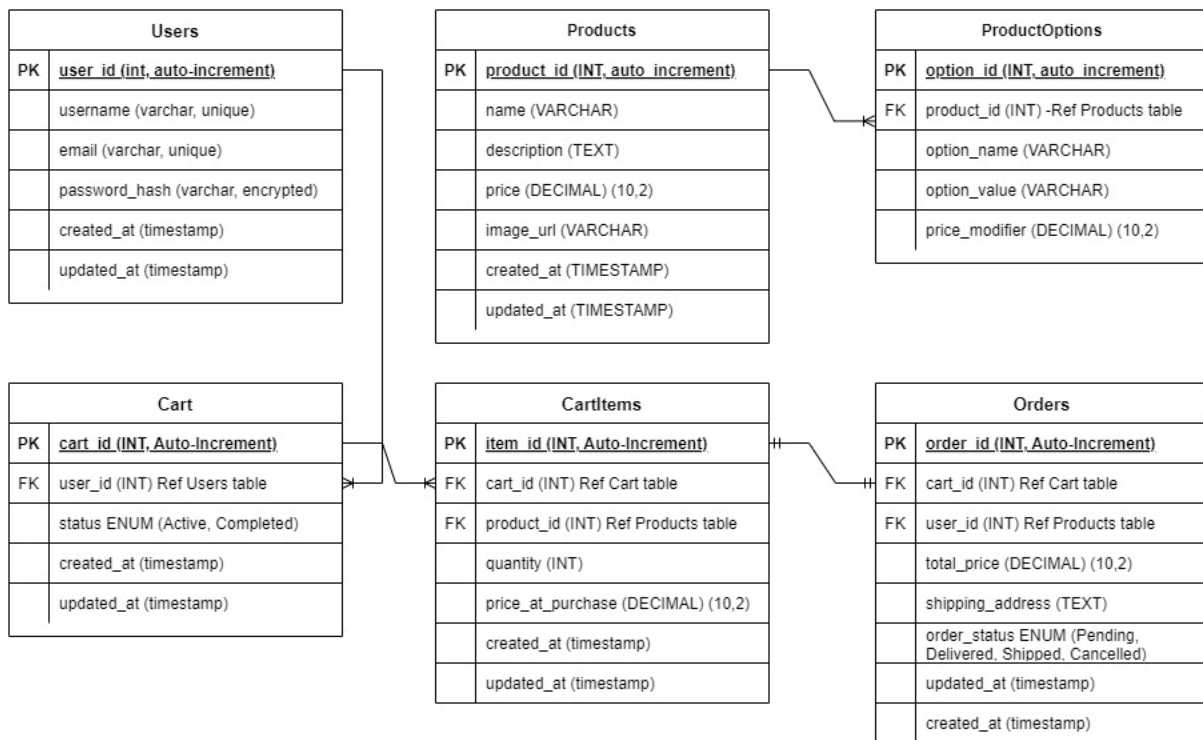 Users
PK user_id (int, auto-increment)
username (varchar, unique)
email (varchar, unique)
password_hash (varchar, encrypted)
created_at (timestamp)
updated_at (timestamp)
Products
PK product_id (INT, auto_increment)
name (VARCHAR)
description (TEXT)
price (DECIMAL) (10,2)
image_url (VARCHAR)
created_at (TIMESTAMP)
updated_at (TIMESTAMP)
ProductOptions
PK option_id (INT, auto_increment)
FK product_id (INT) -Ref Products table
option_name (VARCHAR)
option_value (VARCHAR)
price_modifier (DECIMAL) (10,2)
Cart
PK cart_id (INT, Auto-Increment)
FK user_id (INT) Ref Users table
status ENUM (Active, Completed)
created_at (timestamp)
updated_at (timestamp)
CartItems
PK item_id (INT, Auto-Increment)
FK cart_id (INT) Ref Cart table
FK product_id (INT) Ref Products table
quantity (INT)
price_at_purchase (DECIMAL) (10,2)
created_at (timestamp)
updated_at (timestamp)
Orders
PK order_id (INT, Auto-Increment)
FK cart_id (INT) Ref Cart table
FK user_id (INT) Ref Products table
total_price (DECIMAL) (10,2)
shipping_address (TEXT)
order_status ENUM (Pending,
Delivered, Shipped, Cancelled)
updated_at (timestamp)
created_at (timestamp)